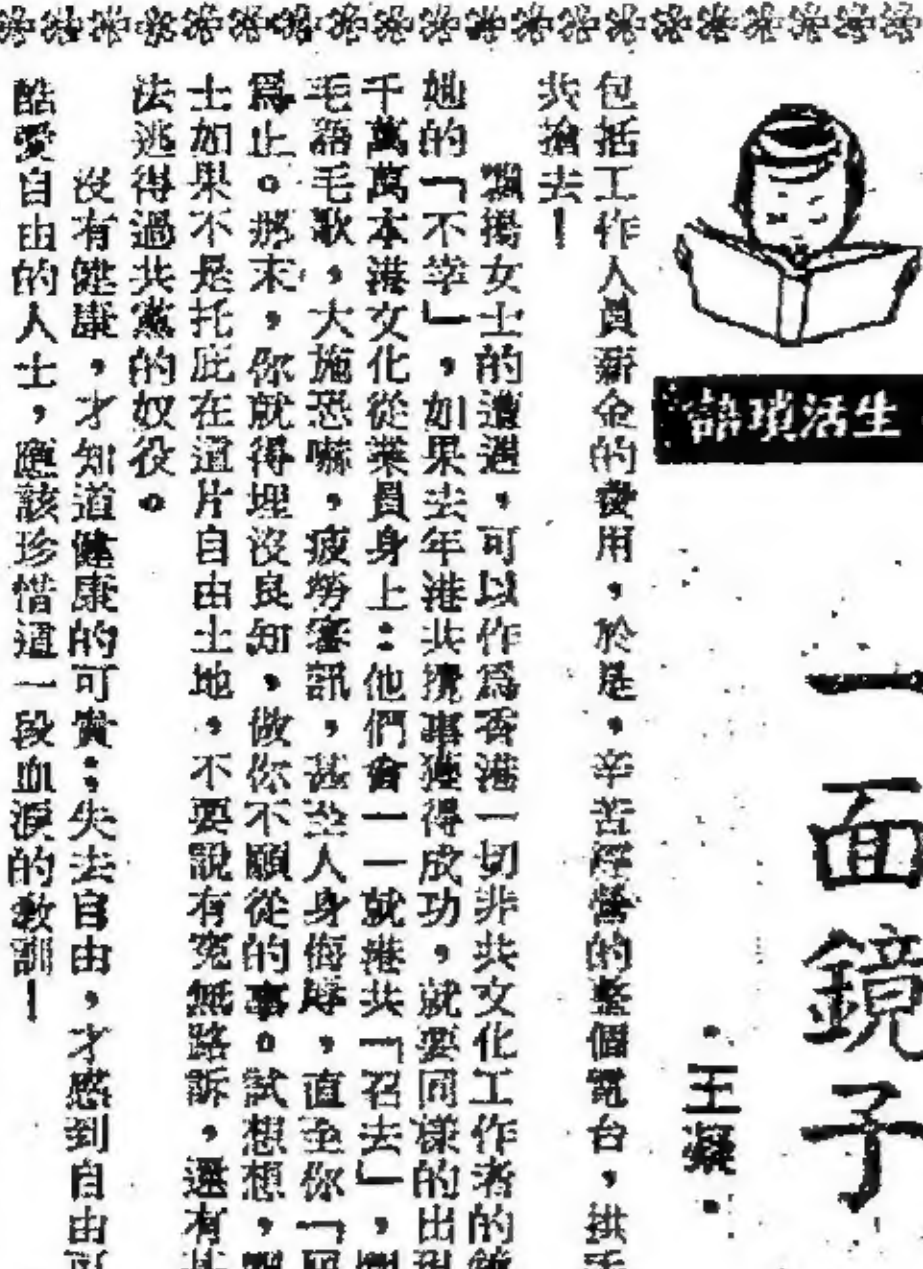 生活瑣語
一面鏡子
·王凝·
包括工作人員薪金的費用，於是，辛苦經營的整個電台，拱手
共搶去！
飄揚女士的遭遇，可以作爲香港一切非共文化工作者的
她的「不幸」，如果去年港共攪事獲得成功，就要同樣的出現
千萬萬本港文化從業員身上：他們會一一就港共「召去」，
毛語毛歌，大施恐嚇，疲勞審訊，甚至人身侮辱，直至你「
爲止。那末，你就得埋沒良知，做你不願從的事。試想想，
士如果不是托庇在這片自由土地，不要說有冤無路訴，還有
法逃得過共黨的奴役。
沒有健康，才知道健康的可貴；失去自由，才感到自由可
酷愛自由的人士，應該珍惜這一段血淚的教訓！